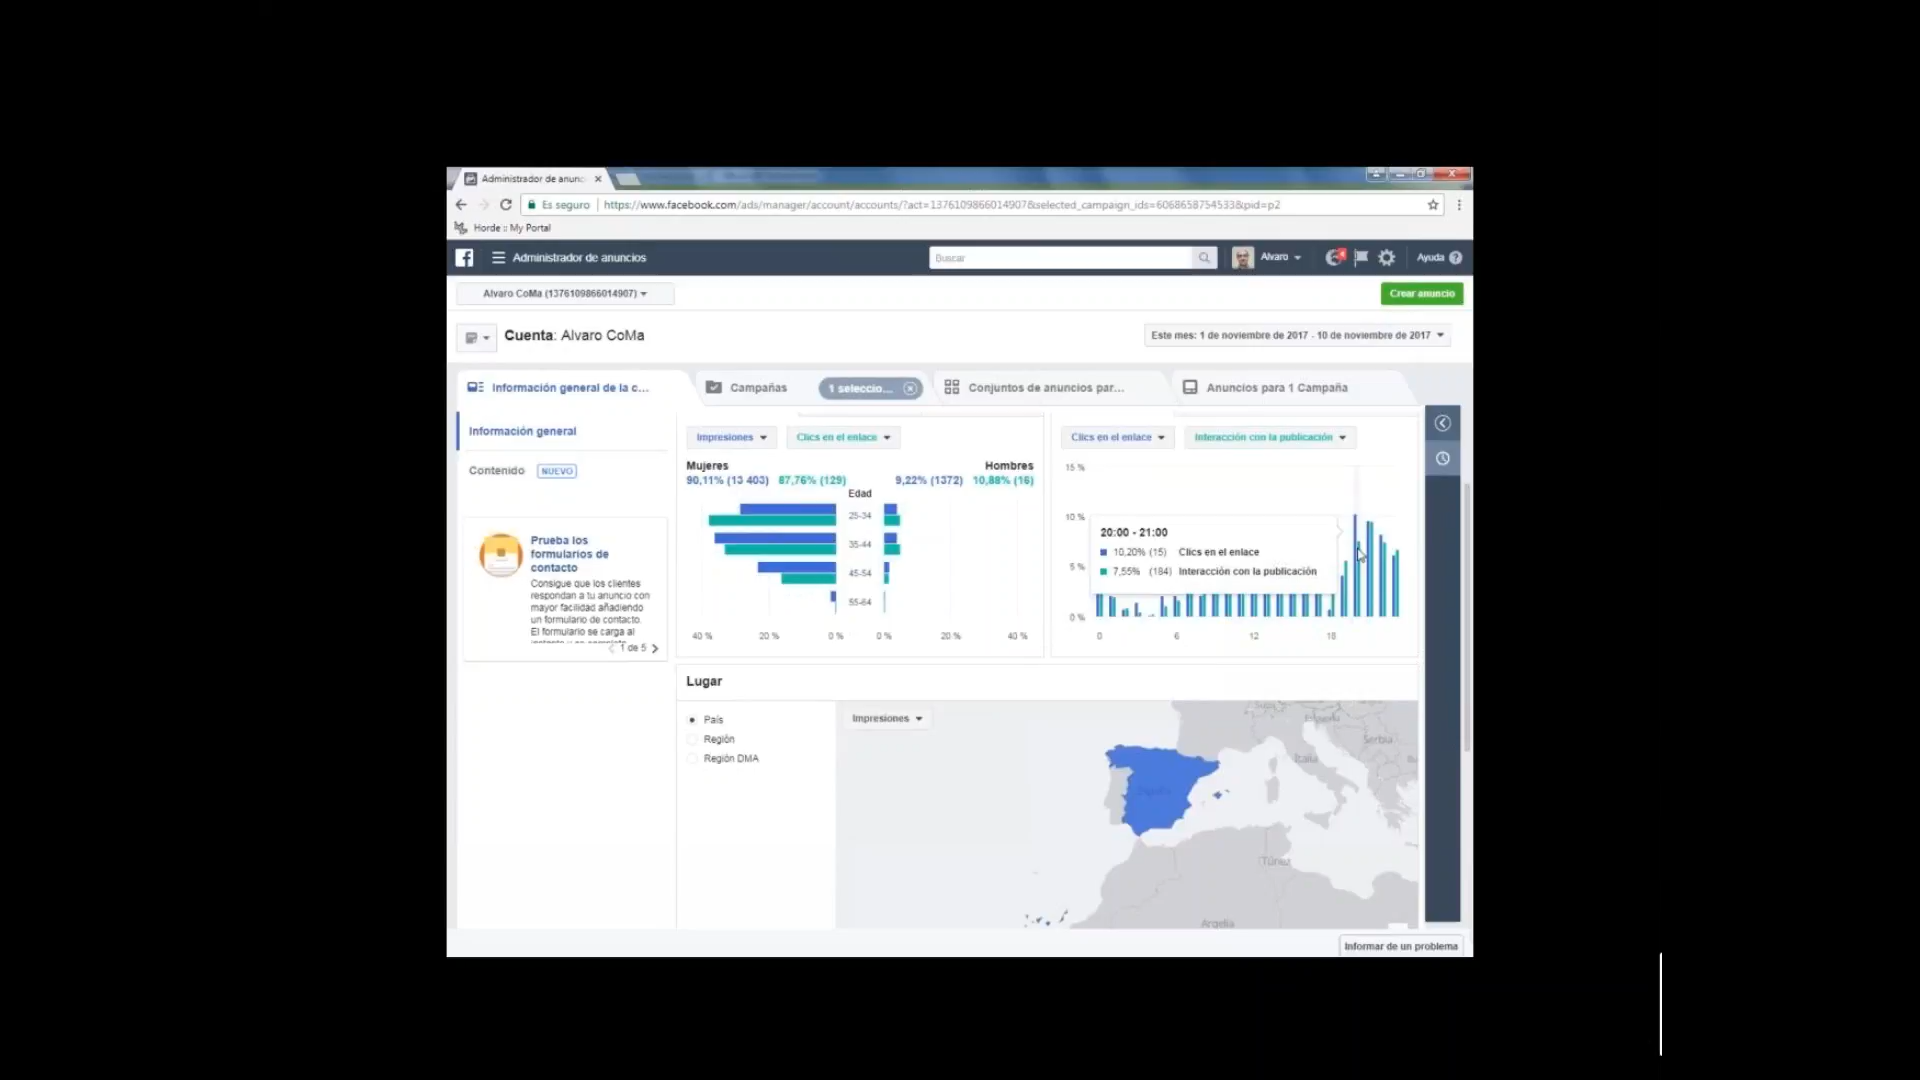 Administrador de anunc
Es seguro
https://www.facebook.com/ads/manager/account/accounts/?act=1376109866014907&selected_campaign_ids=6068658754533&pid=p2
Horde :: My Portal
Administrador de anuncios
Buscar
Alvaro
Ayuda
Alvaro CoMa (1376109866014907)
Crear anuncio
Cuenta: Alvaro CoMa
Este mes: 1 de noviembre de 2017 - 10 de noviembre de 2017
Información general de la c...
Campañas
1 seleccio...
Conjuntos de anuncios par...
Anuncios para 1 Campaña
Información general
Contenido NUEVO
Prueba los
formularios de
contacto
Consigue que los clientes
respondan a tu anuncio con
mayor facilidad añadiendo
un formulario de contacto.
El formulario se carga al
1 de 5
Impresiones
Clics en el enlace
Mujeres
Hombres
90,11% (13 403) 87,76% (129)
9,22% (1372) 10,88% (16)
Edad
25-34
35-44
45-54
55-64
40 % 20 % 0 % 0 % 20 % 40 %
Clics en el enlace
Interacción con la publicación
15 %
10 %
5 %
0 %
20:00 - 21:00
10,20% (15) Clics en el enlace
7,55% (184) Interacción con la publicación
0 6 12 18
Lugar
País
Región
Región DMA
Impresiones
Serbia
Italia
Túnez
Argelia
Informar de un problema